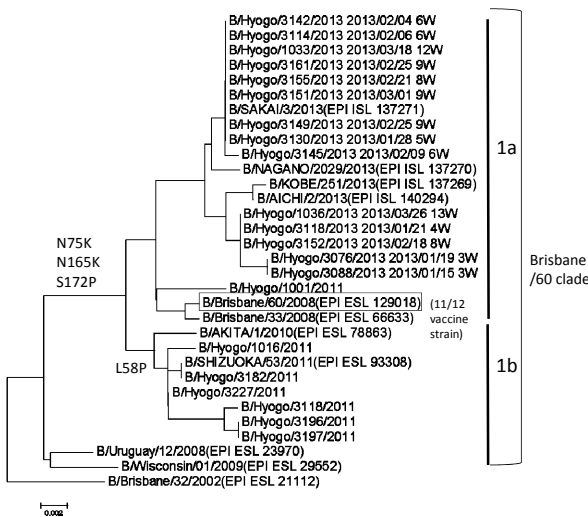 B/Hyogo/3142/2013 2013/02/04 6W
B/Hyogo/3114/2013 2013/02/06 6W
B/Hyogo/1033/2013 2013/03/18 12W
B/Hyogo/3161/2013 2013/02/25 9W
B/Hyogo/3155/2013 2013/02/21 8W
B/Hyogo/3151/2013 2013/03/01 9W
B/SAKAI/3/2013(EPI ISL 137271)
B/Hyogo/3149/2013 2013/02/25 9W
B/Hyogo/3130/2013 2013/01/28 5W
B/Hyogo/3145/2013 2013/02/09 6W
B/NAGANO/2029/2013(EPI ISL 137270)
B/KOBE/251/2013(EPI ISL 137269)
B/AICHI/2/2013(EPI ISL 140294)
B/Hyogo/1036/2013 2013/03/26 13W
B/Hyogo/3118/2013 2013/01/21 4W
B/Hyogo/3152/2013 2013/02/18 8W
B/Hyogo/3076/2013 2013/01/19 3W
B/Hyogo/3088/2013 2013/01/15 3W
B/Hyogo/1001/2011
B/Brisbane/60/2008(EPI ESL 129018)
B/Brisbane/33/2008(EPI ESL 66633)
B/AKITA/1/2010(EPI ESL 78863)
B/Hyogo/1016/2011
B/SHIZUOKA/53/2011(EPI ESL 93308)
B/Hyogo/3182/2011
B/Hyogo/3227/2011
B/Hyogo/3118/2011
B/Hyogo/3196/2011
B/Hyogo/3197/2011
B/Uruguay/12/2008(EPI ESL 23970)
B/Wisconsin/01/2009(EPI ESL 29552)
B/Brisbane/32/2002(EPI ESL 21112)
N75K
N165K
S172P
L58P
(11/12
vaccine
strain)
1a
1b
Brisbane
/60 clade
0.002